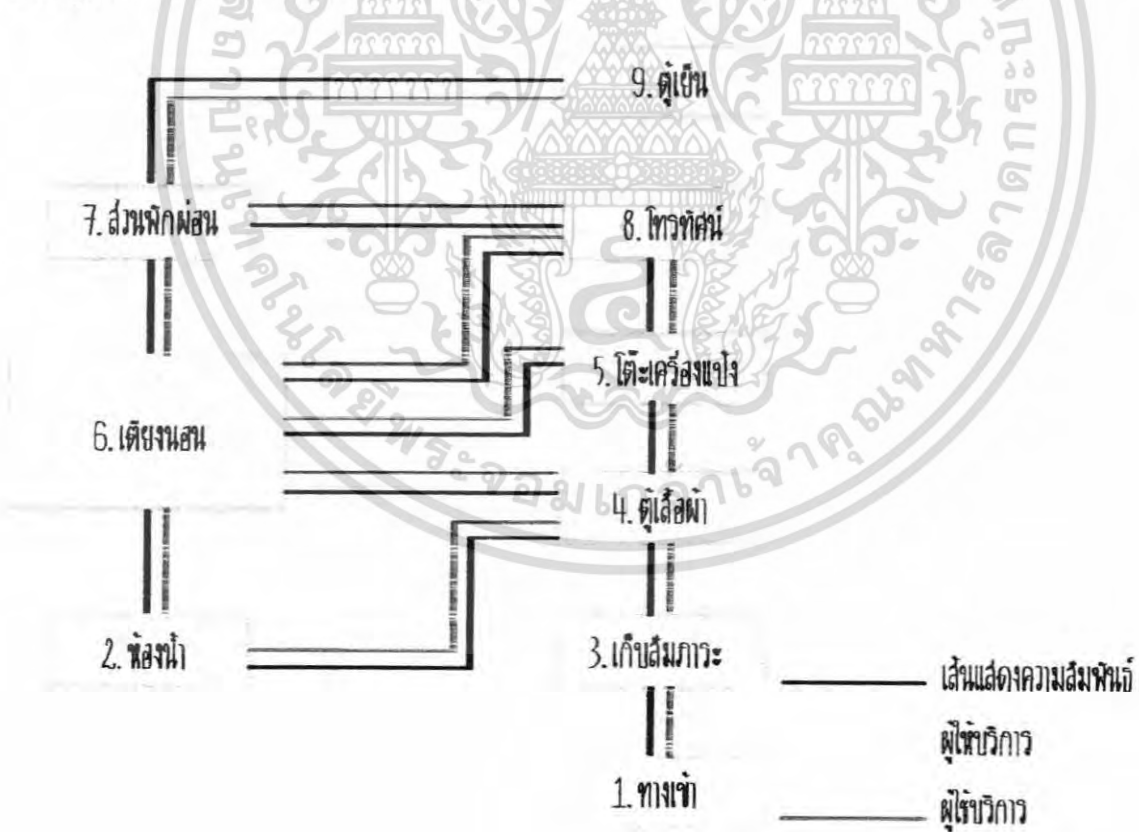 9. ตู้เย็น
7. ส่วนพักผ่อน
8. โทรทัศน์
5. โต๊ะเครื่องแป้ง
6. เตียงนอน
4. ตู้เสื้อผ้า
2. ห้องน้ำ
3. เก็บสัมภาระ
1. ทางเข้า
เส้นแสดงความสัมพันธ์
ผู้ให้บริการ
ผู้ใช้บริการ